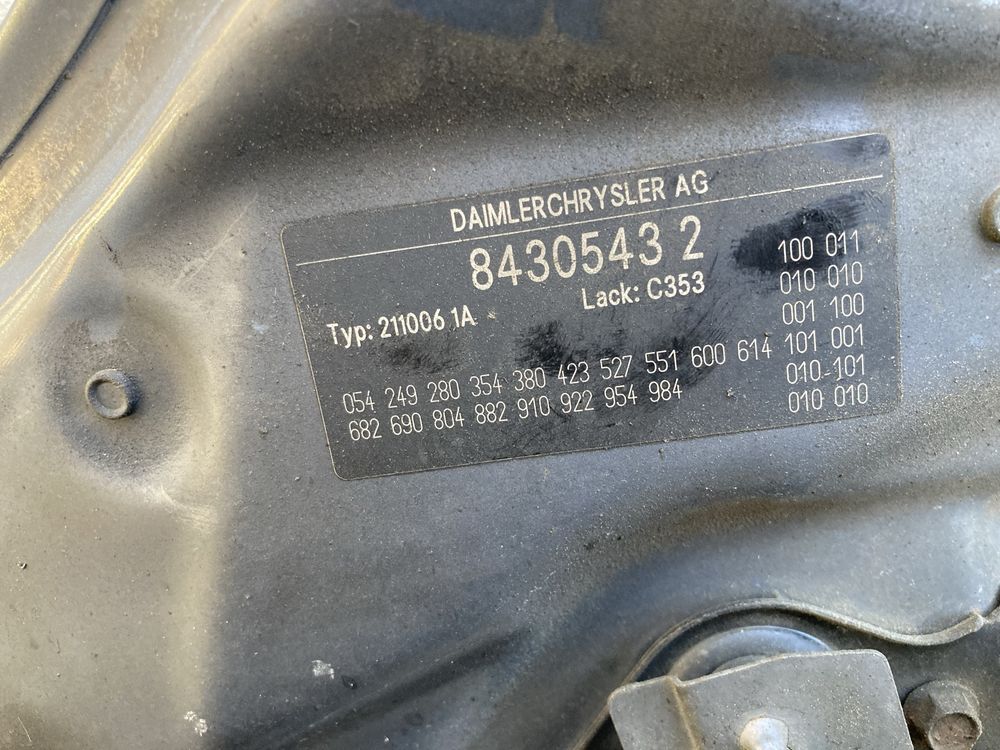 DAIMLERCHRYSLER AG
8430543 2
Typ: 211006 1A
Lack: C353
100 011
010 010
001 100
054 249 280 354 380 423 527 551 600 614 101 001
682 690 804 882 910 922 954 984 010 101
010 010